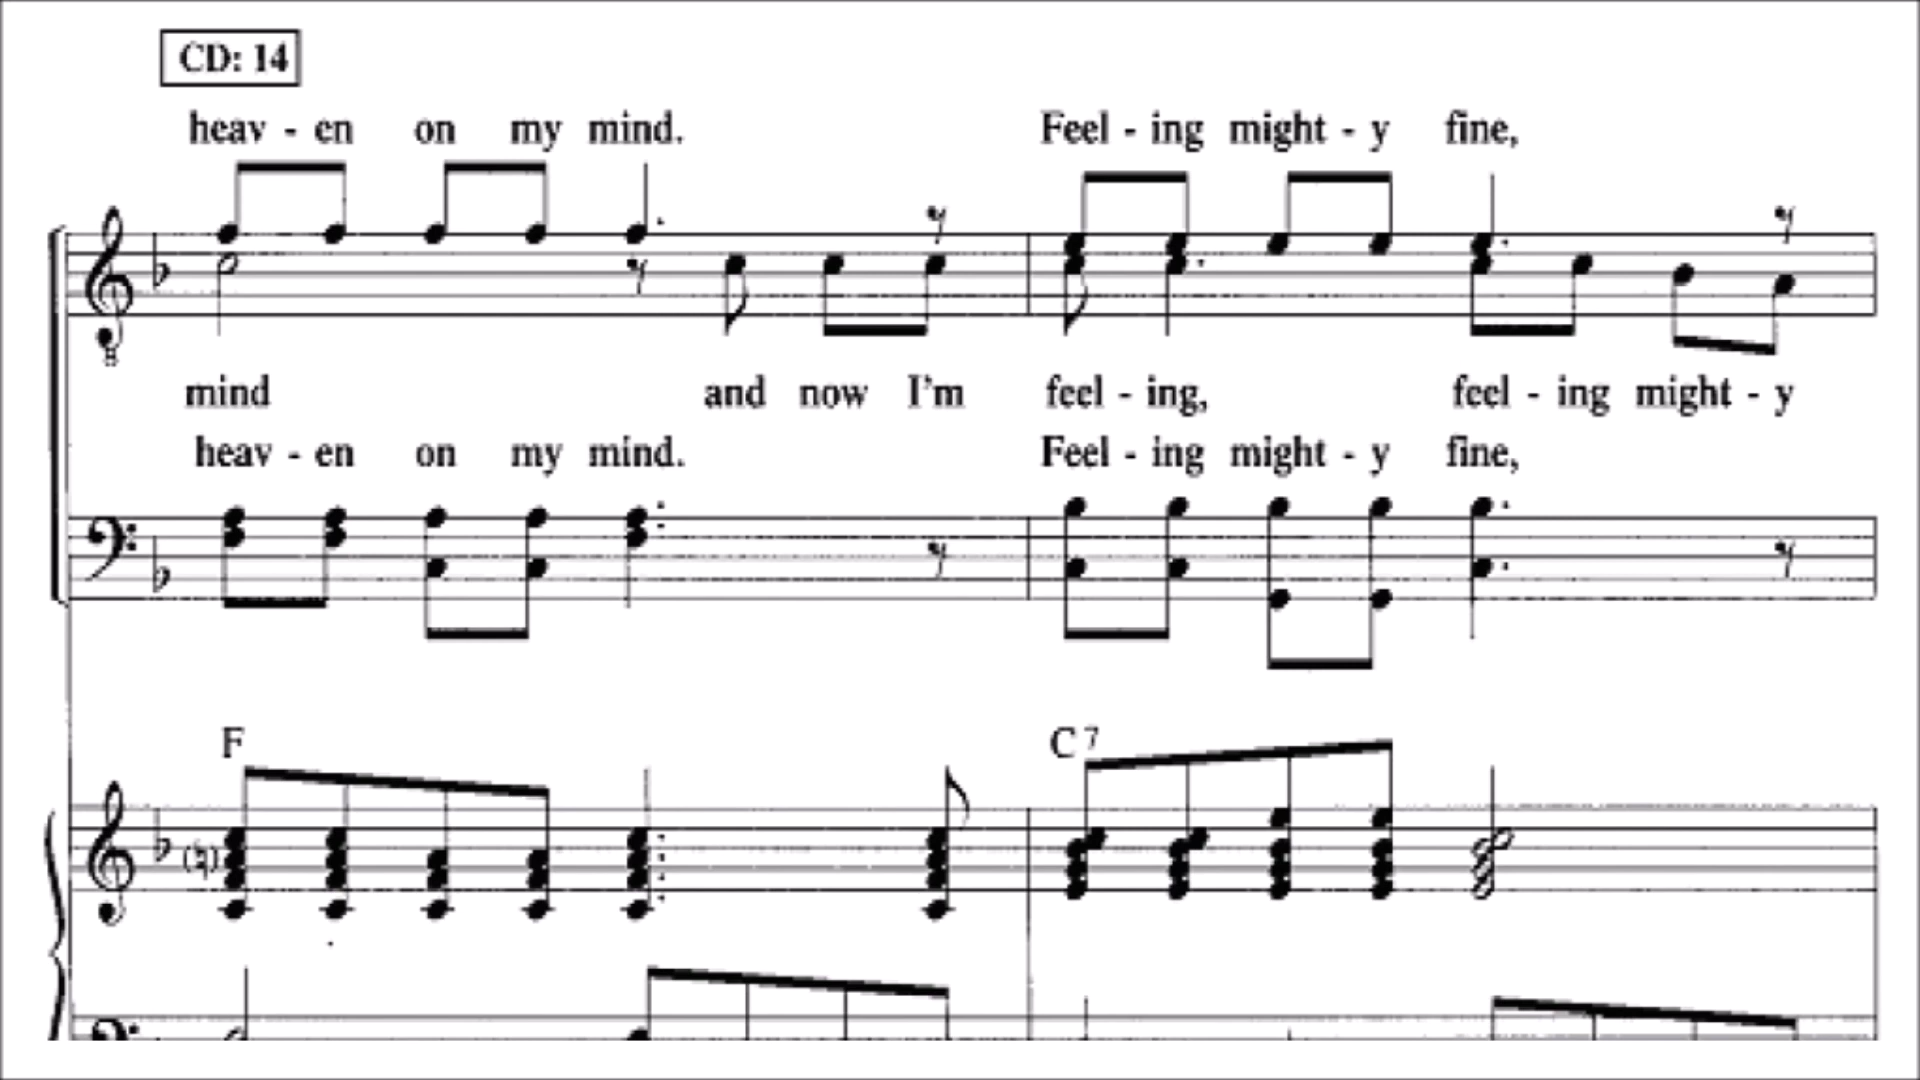 CD: 14
heav - en on my mind. Feel - ing might - y fine,
8
mind and now I'm feel - ing, feel - ing might - y
heav - en on my mind. Feel - ing might - y fine,
F C7